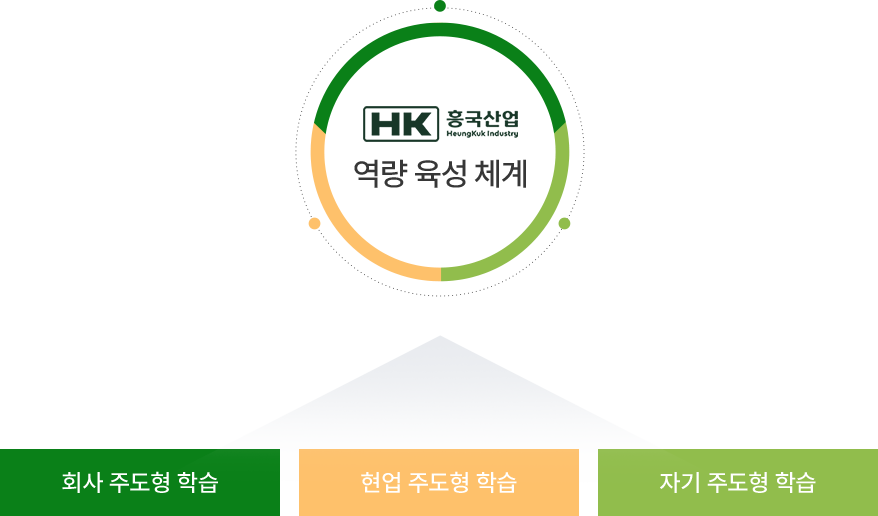 HK 흥국산업
HeungKuk Industry
역량 육성 체계
회사 주도형 학습
현업 주도형 학습
자기 주도형 학습